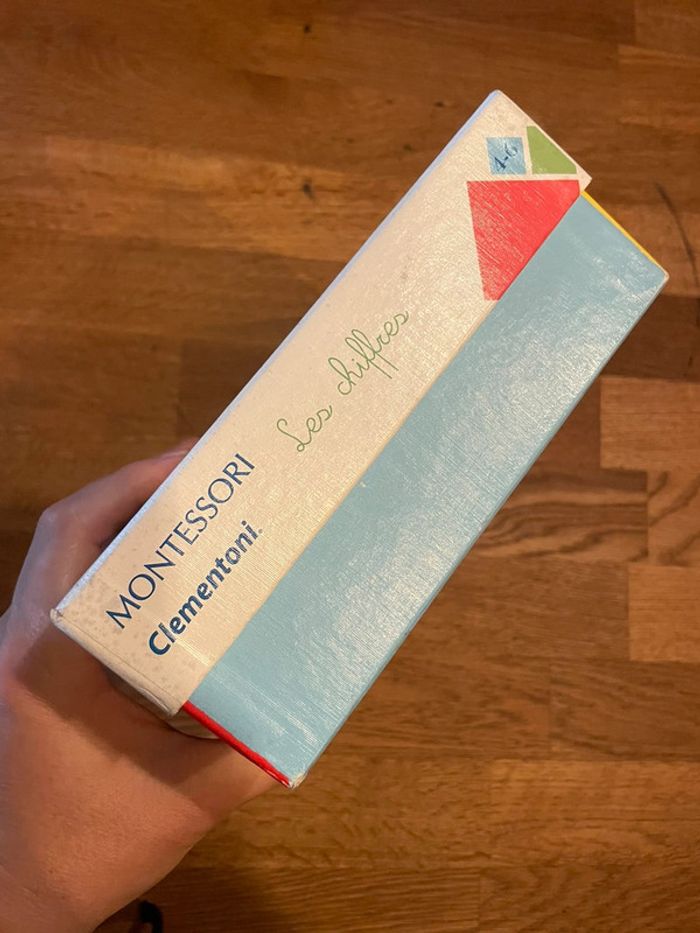 MONTESSORI
Clementoni®
Les chiffres
4-6